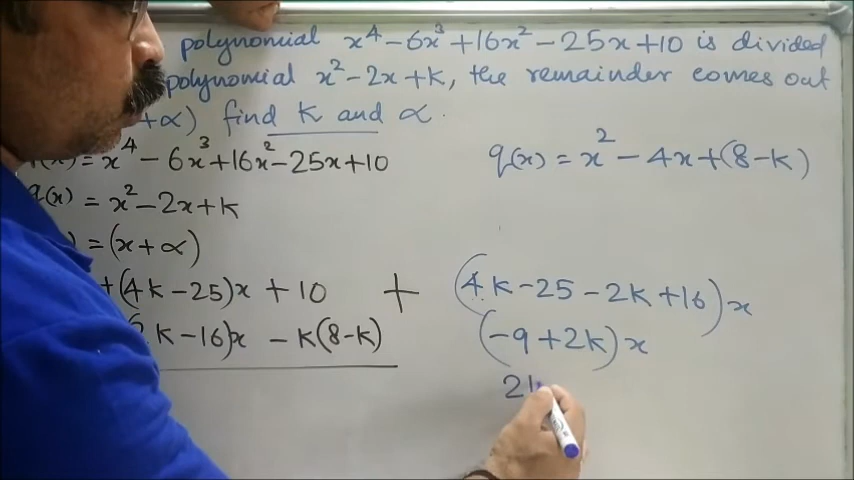 polynomial x⁴ - 6x³ + 16x² - 25x + 10 is divided
polynomial x² - 2x + k, the remainder comes out
+ α) find k and α.
= x⁴ - 6x³ + 16x² - 25x + 10
q(x) = x² - 4x + (8 - k)
(x) = x² - 2x + k
) = (x + α)
+ (4k - 25)x + 10
k - 16)x - k(8 - k)
+
(4k - 25 - 2k + 16)x
(-9 + 2k)x
2